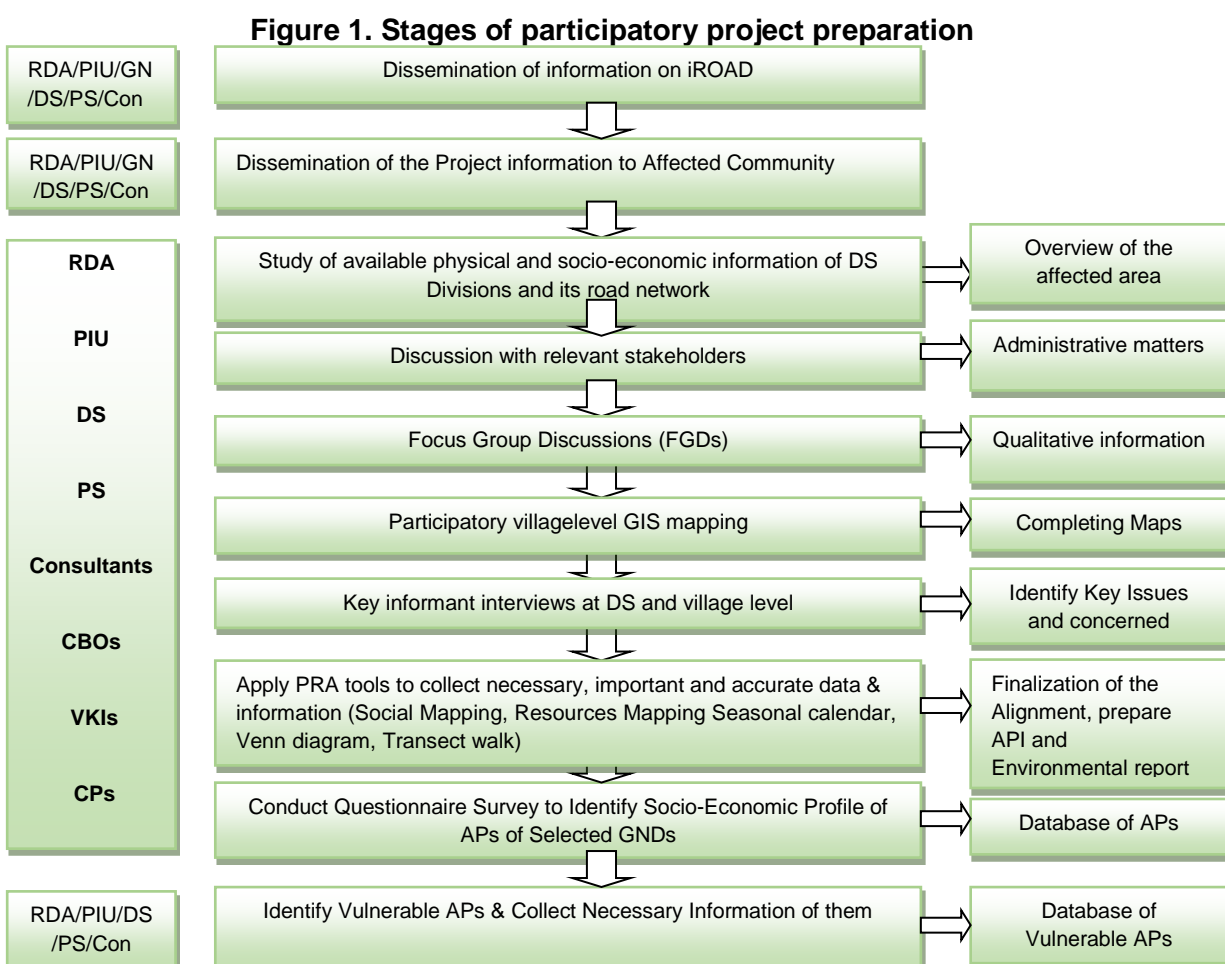 Figure 1. Stages of participatory project preparation
RDA/PIU/GN
/DS/PS/Con
Dissemination of information on iROAD
RDA/PIU/GN
/DS/PS/Con
Dissemination of the Project information to Affected Community
RDA
PIU
DS
PS
Consultants
CBOs
VKIs
CPs
Study of available physical and socio-economic information of DS
Divisions and its road network
Overview of the
affected area
Discussion with relevant stakeholders
Administrative matters
Focus Group Discussions (FGDs)
Qualitative information
Participatory villagelevel GIS mapping
Completing Maps
Key informant interviews at DS and village level
Identify Key Issues
and concerned
Apply PRA tools to collect necessary, important and accurate data &
information (Social Mapping, Resources Mapping Seasonal calendar,
Venn diagram, Transect walk)
Finalization of the
Alignment, prepare
API and
Environmental report
Conduct Questionnaire Survey to Identify Socio-Economic Profile of
APs of Selected GNDs
Database of APs
RDA/PIU/DS
/PS/Con
Identify Vulnerable APs & Collect Necessary Information of them
Database of
Vulnerable APs